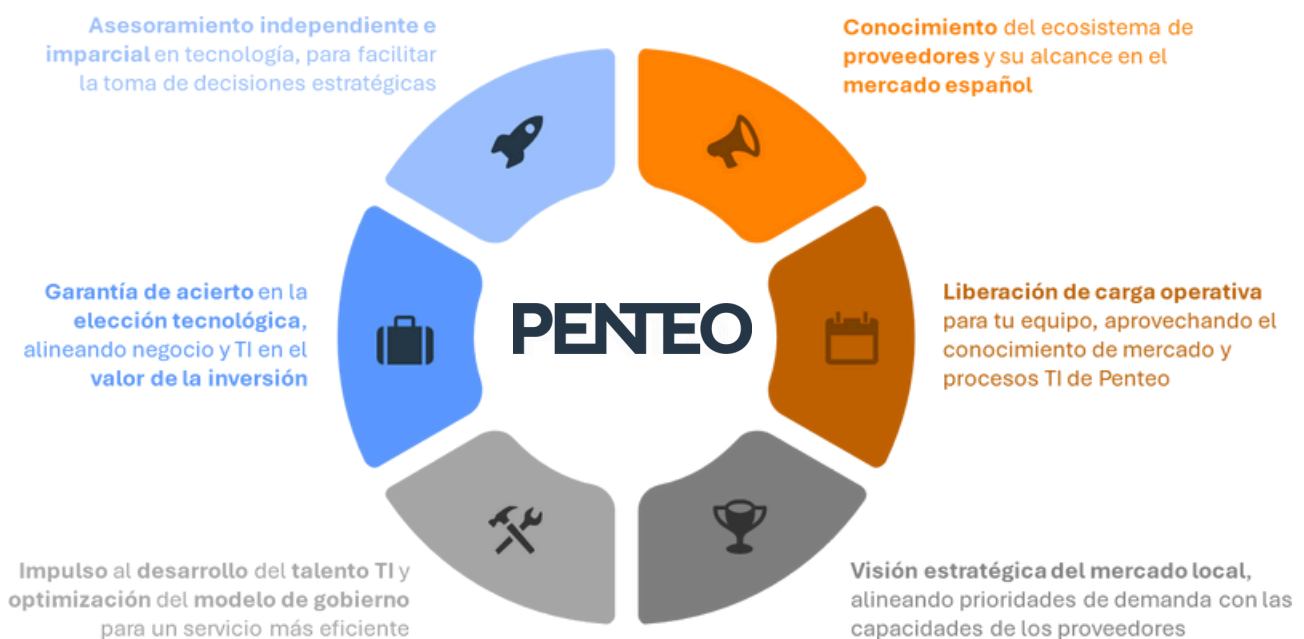 Asesoramiento independiente e
imparcial en tecnología, para facilitar
la toma de decisiones estratégicas
Conocimiento del ecosistema de
proveedores y su alcance en el
mercado español
Garantía de acierto en la
elección tecnológica,
alineando negocio y TI en el
valor de la inversión
PENTEO
Liberación de carga operativa
para tu equipo, aprovechando el
conocimiento de mercado y
procesos TI de Penteo
Impulso al desarrollo del talento TI y
optimización del modelo de gobierno
para un servicio más eficiente
Visión estratégica del mercado local,
alineando prioridades de demanda con las
capacidades de los proveedores